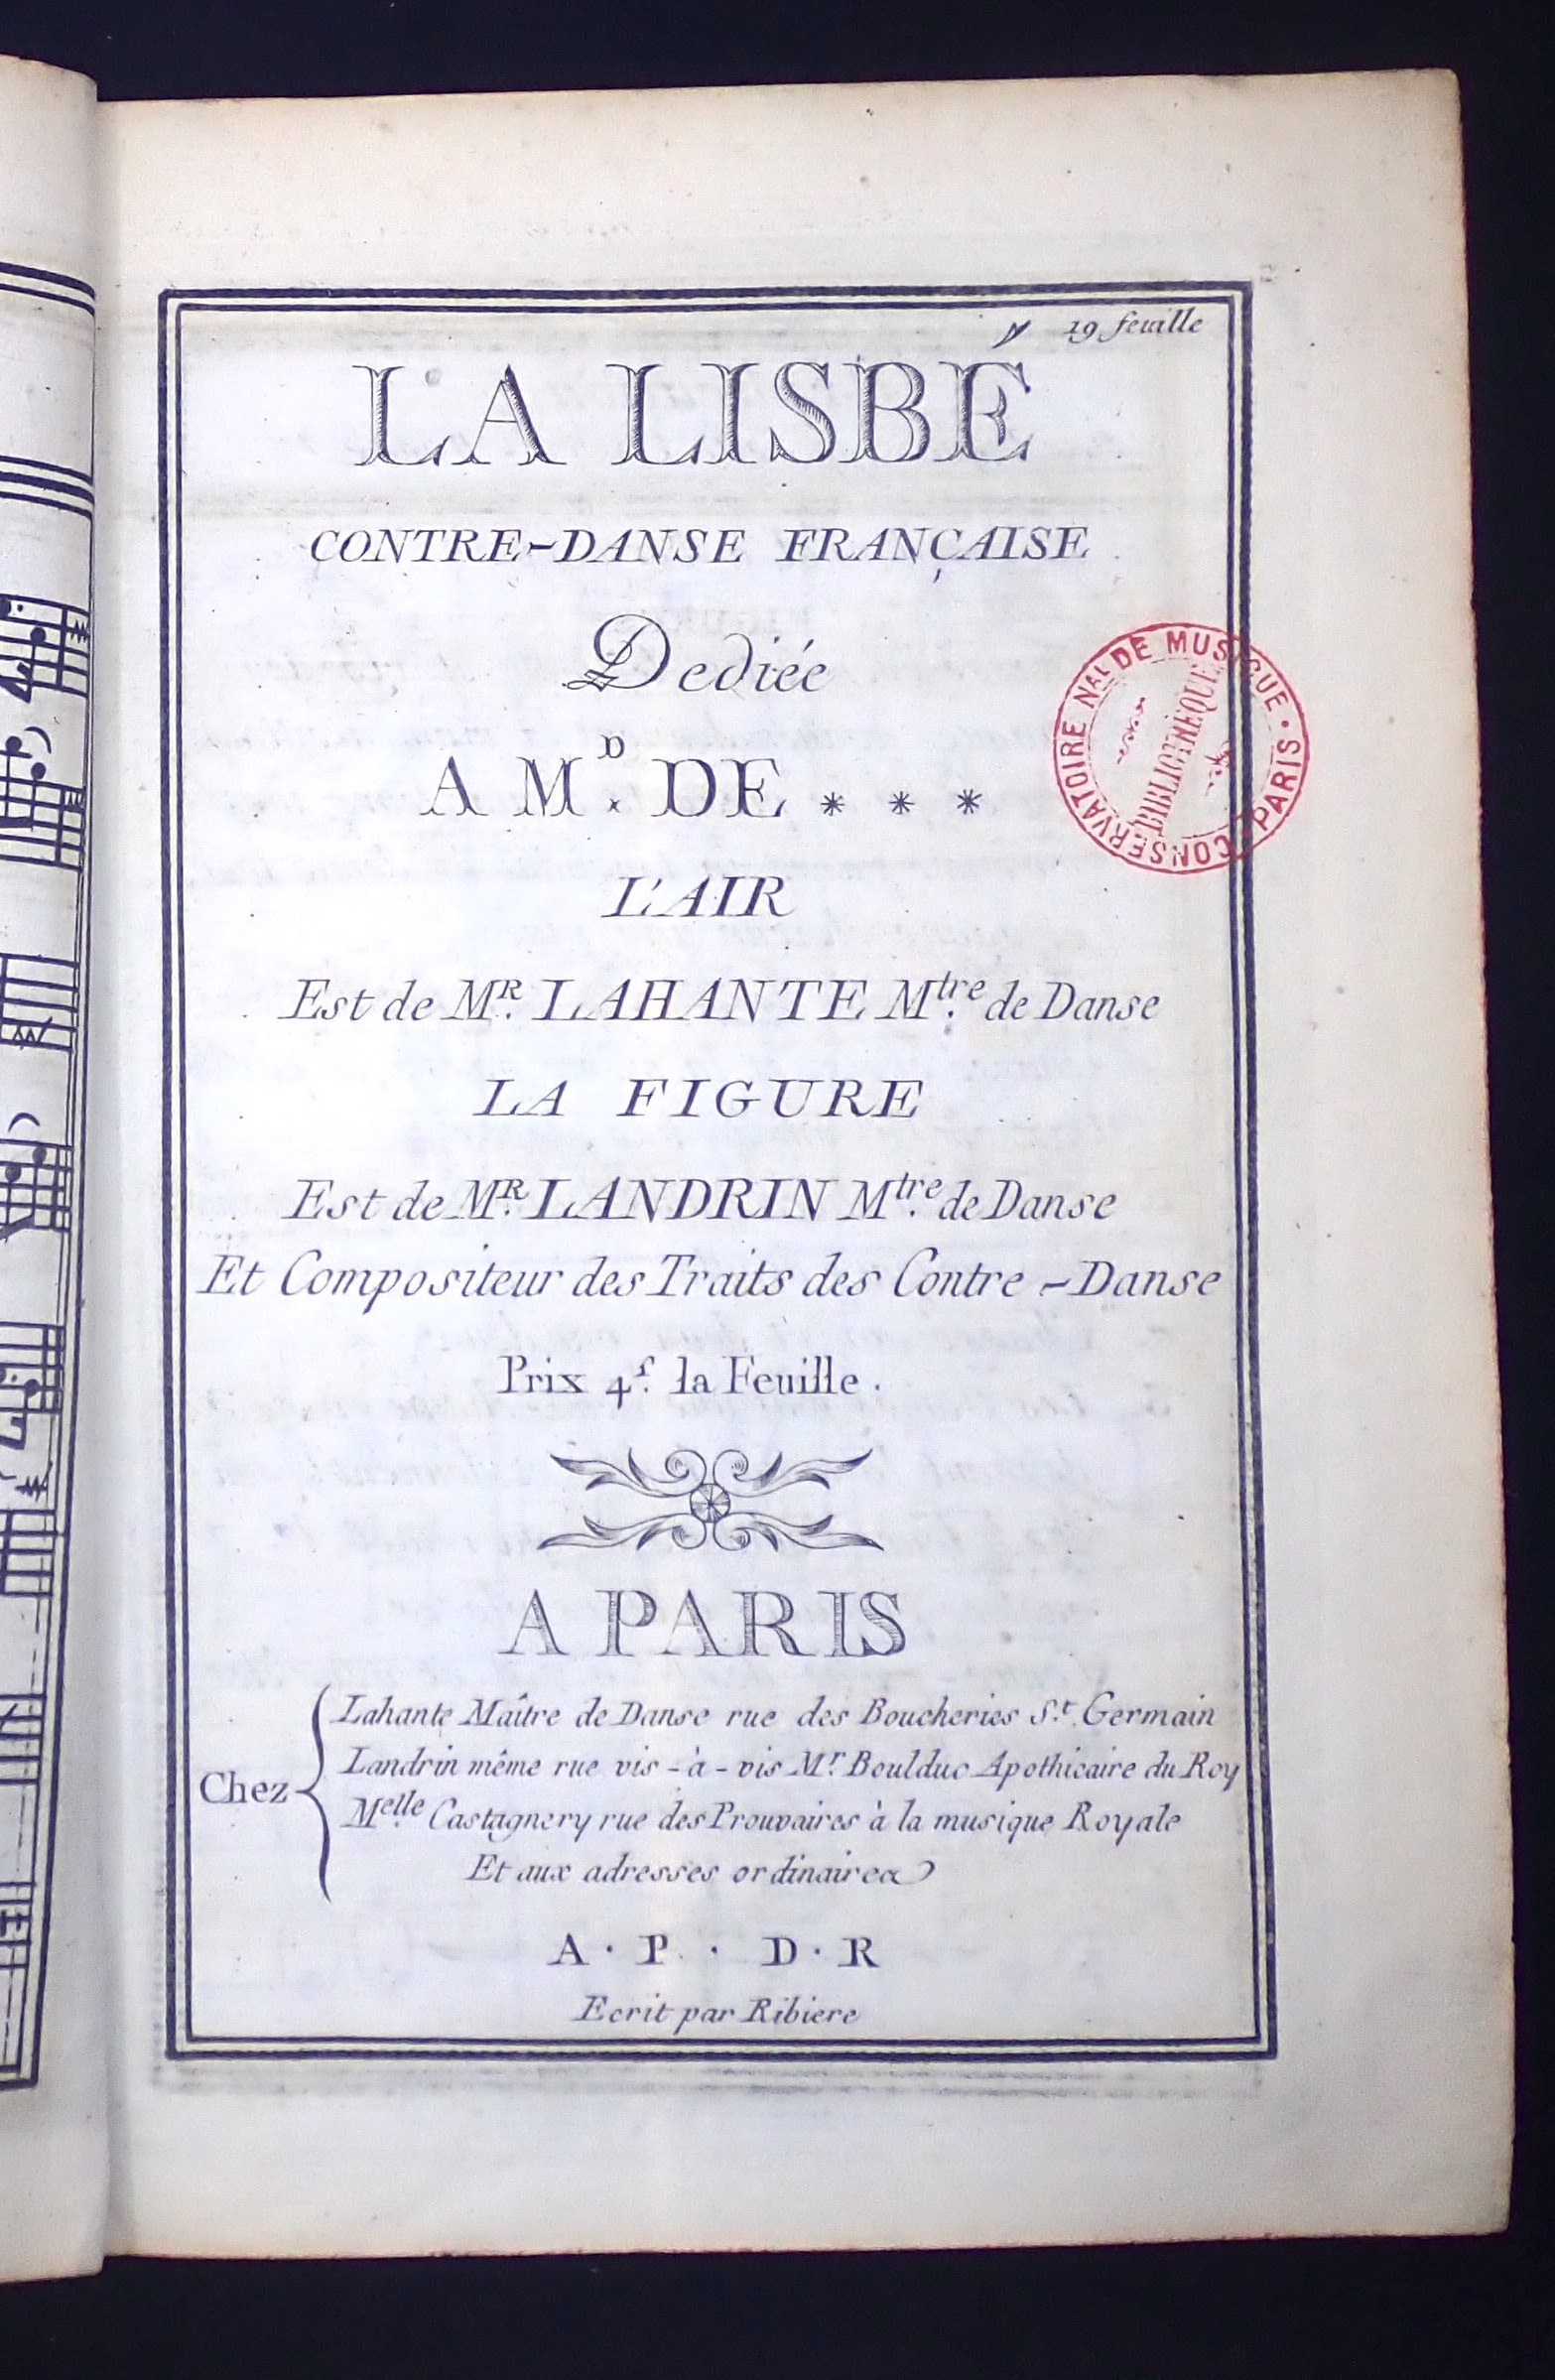 19 feuille
LA LISBÉ
CONTRE-DANSE FRANÇAISE
Dediée
A M.D DE * * *
L'AIR
Est de MR. LAHANTE Mtre. de Danse
LA FIGURE
Est de MR. LANDRIN Mtre. de Danse
Et Compositeur des Traits des Contre-Danse
Prix 4s. la Feuille.
A PARIS
Chez
Lahante Maître de Danse rue des Boucheries St. Germain
Landrin même rue vis-à-vis Mr Boulduc Apothicaire du Roy
Melle. Castagnery rue des Prouvaires à la musique Royale
Et aux adresses ordinaires
A. P. D. R
Ecrit par Ribiere
CONSERVATOIRE NAL DE MUSIQUE. PARIS
BIBLIOTHÈQUE